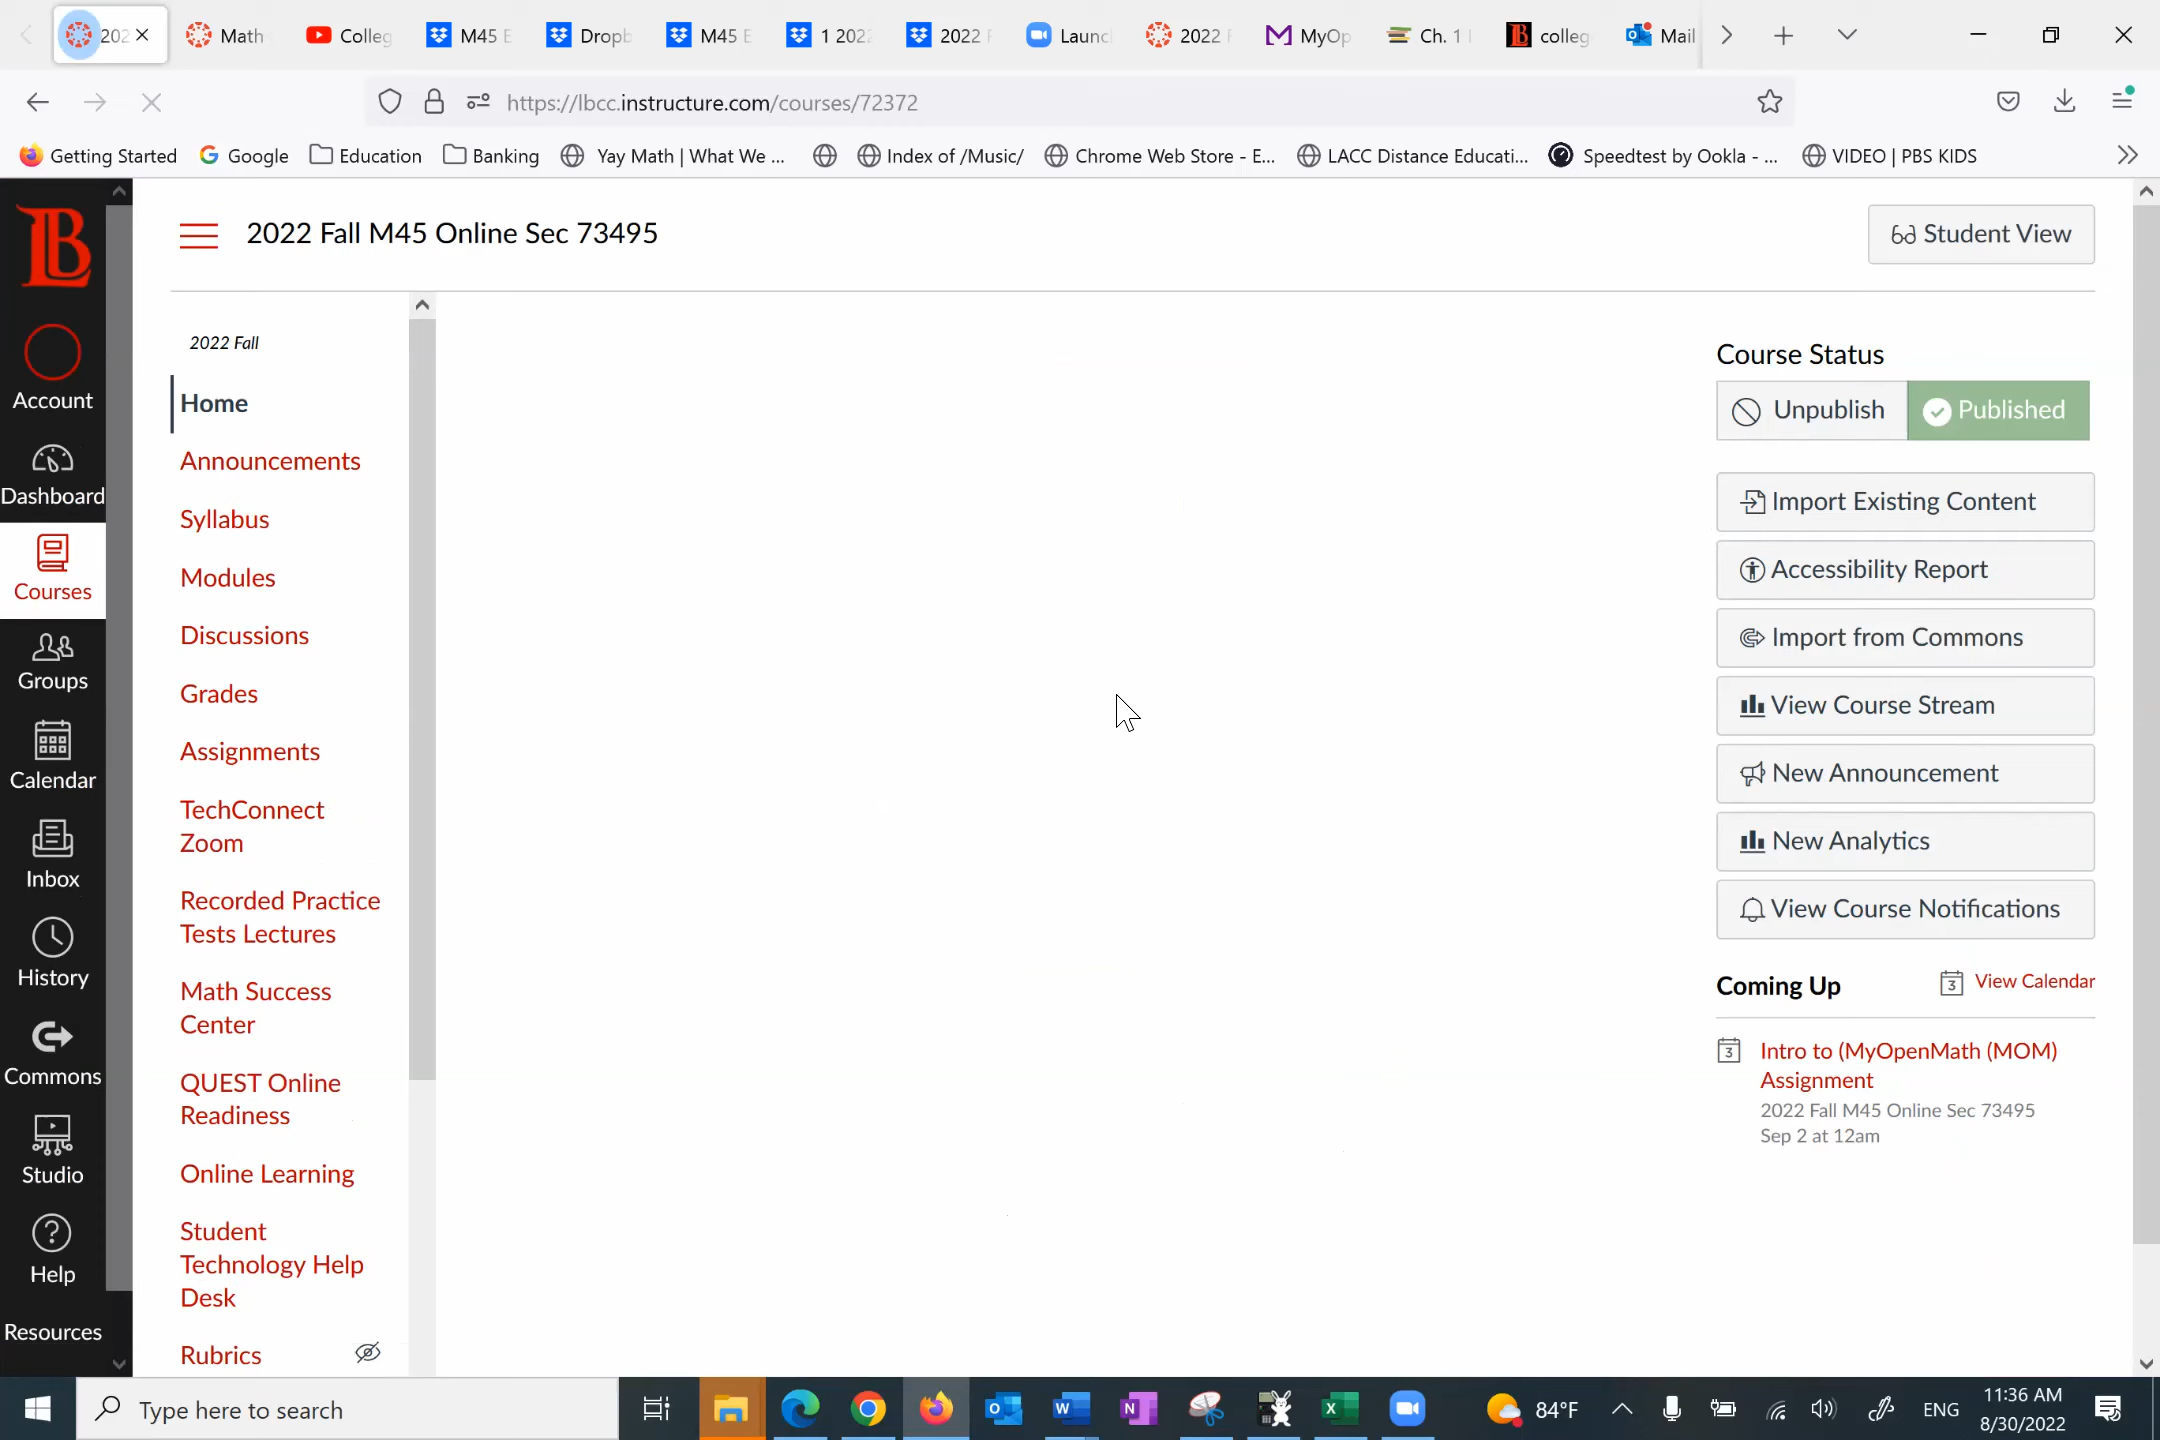 202
Math
Colleg
M45 E
Dropb
M45 E
1 2022
2022 F
Launc
2022 F
MyOp
Ch. 1
colleg
Mail
https://lbcc.instructure.com/courses/72372
Getting Started
Google
Education
Banking
Yay Math | What We ...
Index of /Music/
Chrome Web Store - E...
LACC Distance Educati...
Speedtest by Ookla - ...
VIDEO | PBS KIDS
LB
Account
Dashboard
Courses
Groups
Calendar
Inbox
History
Commons
Studio
Help
Resources
2022 Fall M45 Online Sec 73495
Student View
2022 Fall
Home
Announcements
Syllabus
Modules
Discussions
Grades
Assignments
TechConnect
Zoom
Recorded Practice
Tests Lectures
Math Success
Center
QUEST Online
Readiness
Online Learning
Student
Technology Help
Desk
Rubrics
Course Status
Unpublish
Published
Import Existing Content
Accessibility Report
Import from Commons
View Course Stream
New Announcement
New Analytics
View Course Notifications
Coming Up
3 View Calendar
3 Intro to (MyOpenMath (MOM)
Assignment
2022 Fall M45 Online Sec 73495
Sep 2 at 12am
Type here to search
84°F
ENG
11:36 AM
8/30/2022